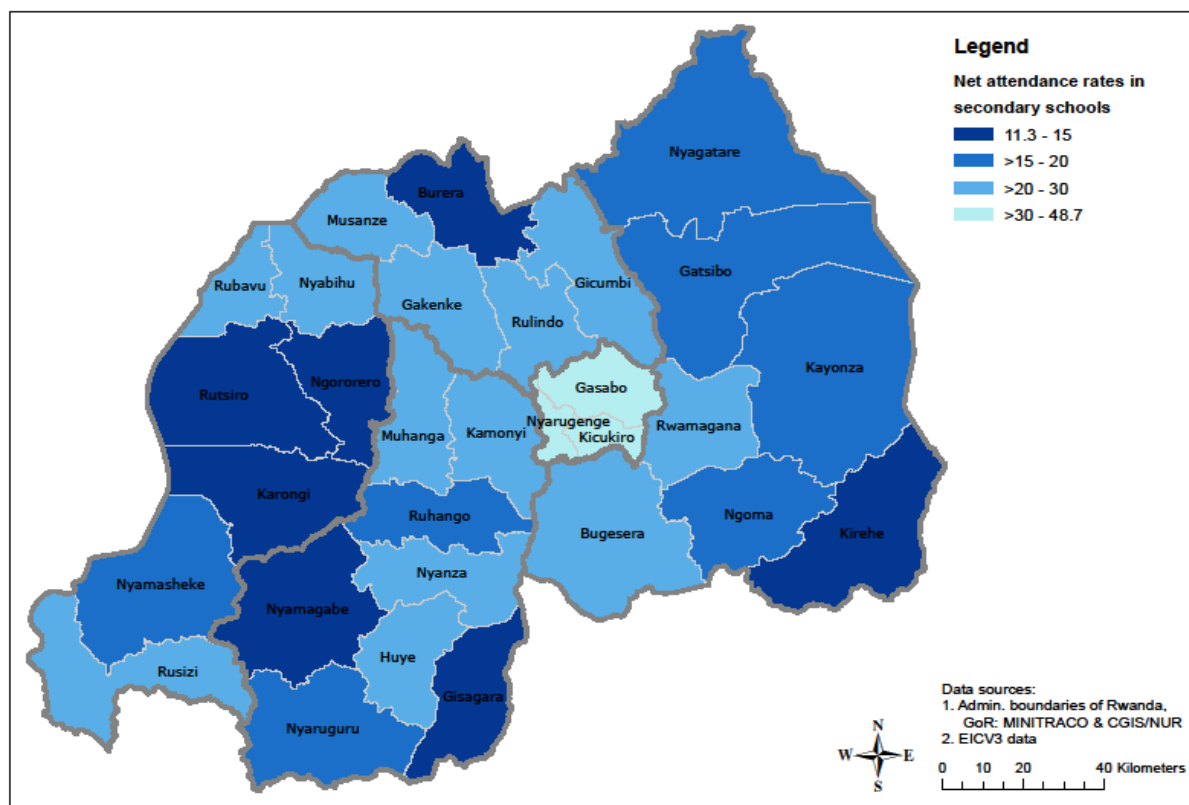 Legend
Net attendance rates in
secondary schools
11.3 - 15
>15 - 20
>20 - 30
>30 - 48.7
Nyagatare
Burera
Musanze
Gatsibo
Gicumbi
Rubavu
Nyabihu
Gakenke
Rulindo
Kayonza
Gasabo
Rutsiro
Ngororero
Nyarugenge
Rwamagana
Muhanga
Kamonyi
Kicukiro
Karongi
Ruhango
Ngoma
Bugesera
Kirehe
Nyamasheke
Nyanza
Nyamagabe
Huye
Rusizi
Gisagara
Nyaruguru
Data sources:
1. Admin. boundaries of Rwanda,
GoR: MINITRACO & CGIS/NUR
2. EICV3 data
N
W E
S
0 10 20 40 Kilometers